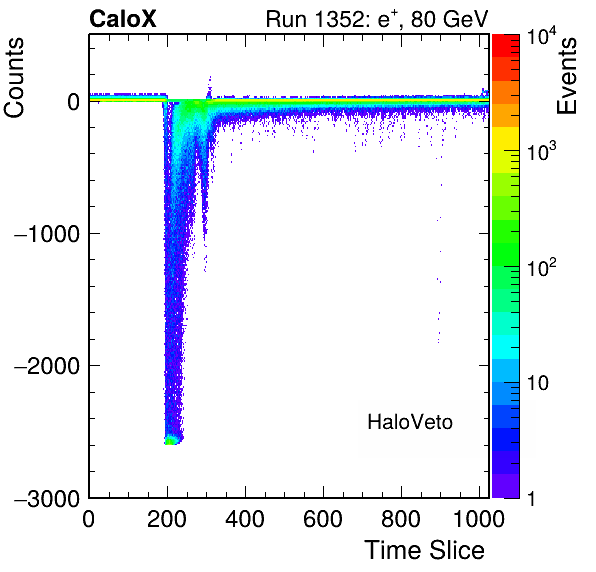 CaloX Run 1352: e⁺, 80 GeV
Counts
Events
0
−1000
−2000
−3000
0 200 400 600 800 1000
Time Slice
HaloVeto
10⁴
10³
10²
10
1